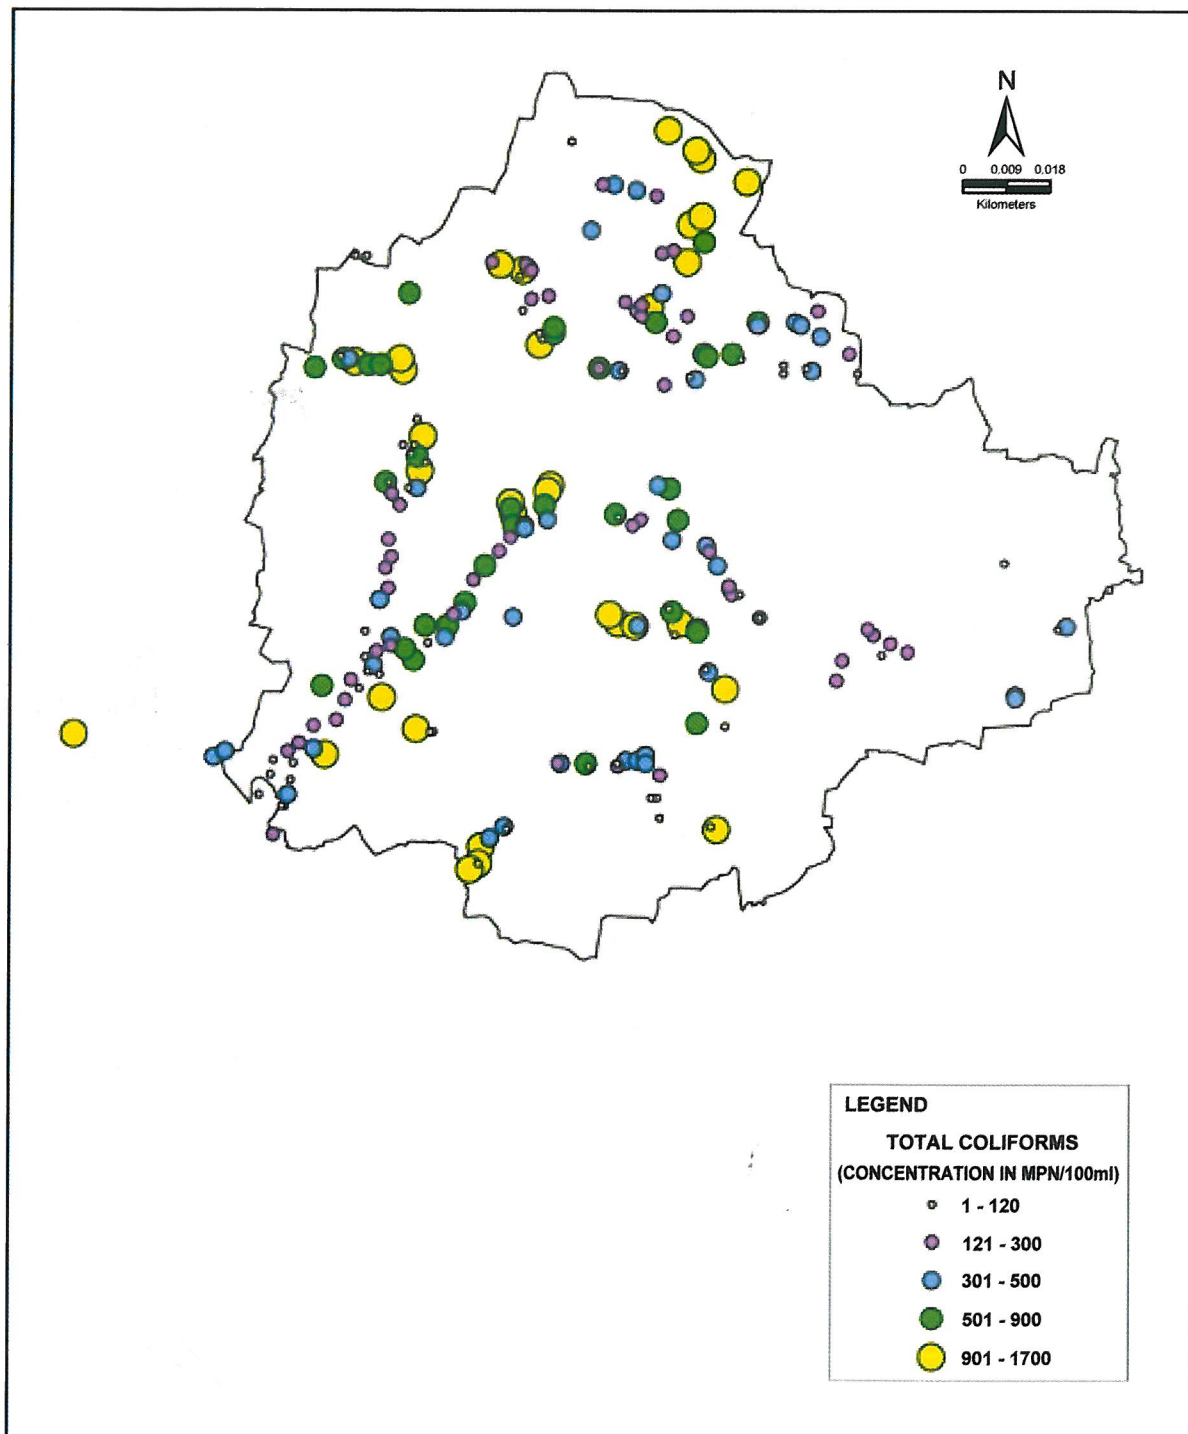 N
0 0.009 0.018
Kilometers
LEGEND
TOTAL COLIFORMS
(CONCENTRATION IN MPN/100ml)
1 - 120
121 - 300
301 - 500
501 - 900
901 - 1700